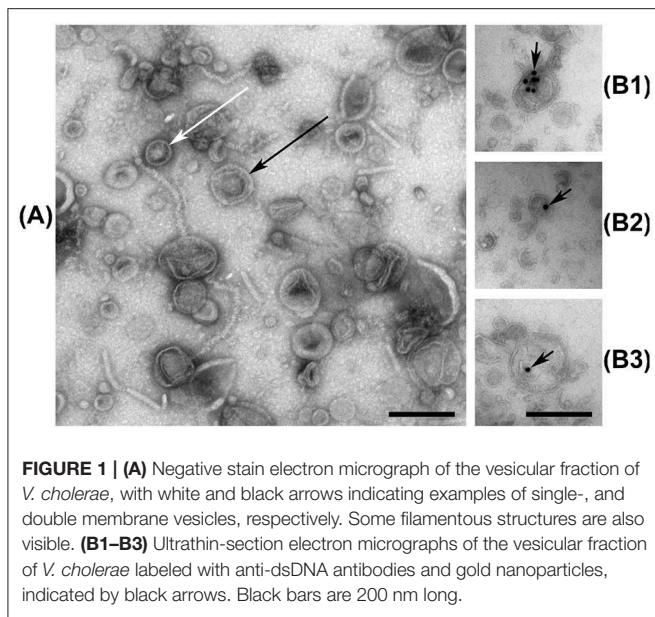 (A)
(B1)
(B2)
(B3)
FIGURE 1 | (A) Negative stain electron micrograph of the vesicular fraction of
V. cholerae, with white and black arrows indicating examples of single-, and
double membrane vesicles, respectively. Some filamentous structures are also
visible. (B1–B3) Ultrathin-section electron micrographs of the vesicular fraction
of V. cholerae labeled with anti-dsDNA antibodies and gold nanoparticles,
indicated by black arrows. Black bars are 200 nm long.